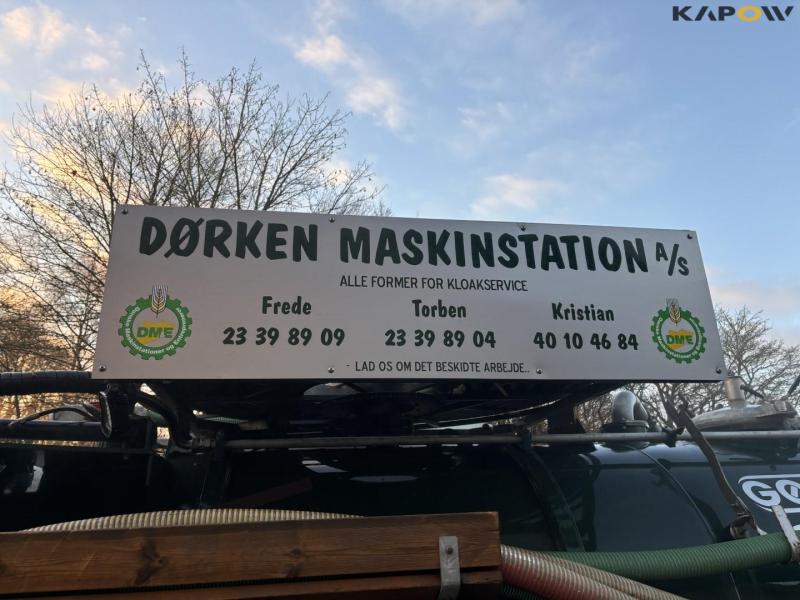 KAPOW
DØRKEN MASKINSTATION A/S
ALLE FORMER FOR KLOAKSERVICE
Frede Torben Kristian
23 39 89 09 23 39 89 04 40 10 46 84
DME DME
- LAD OS OM DET BESKIDTE ARBEJDE..